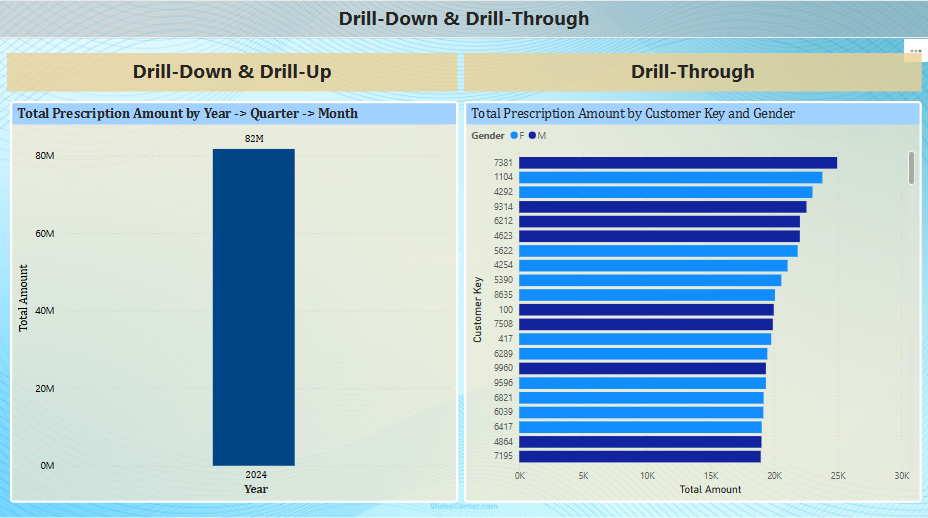 Drill-Down & Drill-Through
Drill-Down & Drill-Up
Drill-Through
Total Prescription Amount by Year -> Quarter -> Month
82M
80M
60M
40M
20M
0M
Total Amount
2024
Year
Total Prescription Amount by Customer Key and Gender
Gender F M
Customer Key
7381
1104
4292
9314
6212
4623
5622
4254
5390
8635
100
7508
417
6289
9960
9596
6821
6039
6417
4864
7195
0K 5K 10K 15K 20K 25K 30K
Total Amount
SlidesCorner.com